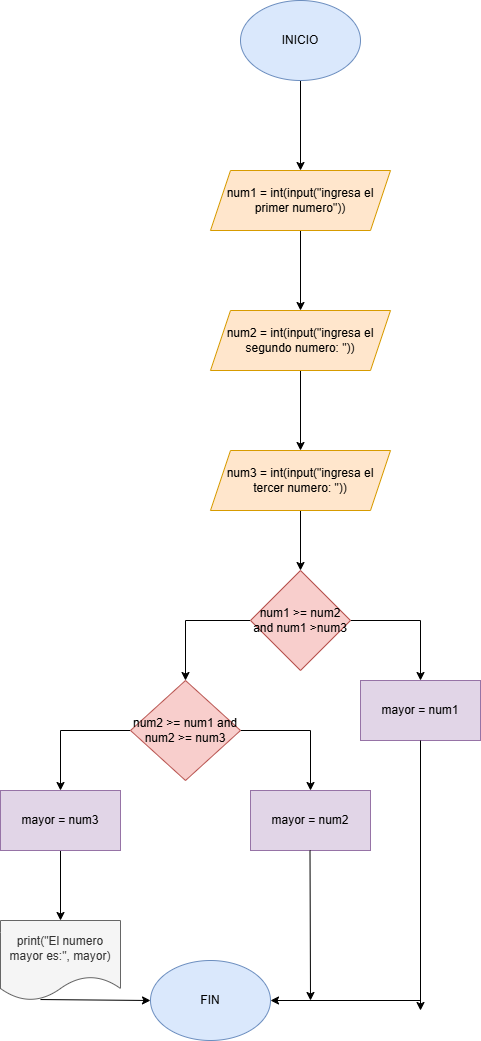 INICIO
num1 = int(input("ingresa el
primer numero"))
num2 = int(input("ingresa el
segundo numero: "))
num3 = int(input("ingresa el
tercer numero: "))
num1 >= num2
and num1 >num3
mayor = num1
num2 >= num1 and
num2 >= num3
mayor = num3
mayor = num2
print("El numero
mayor es:", mayor)
FIN